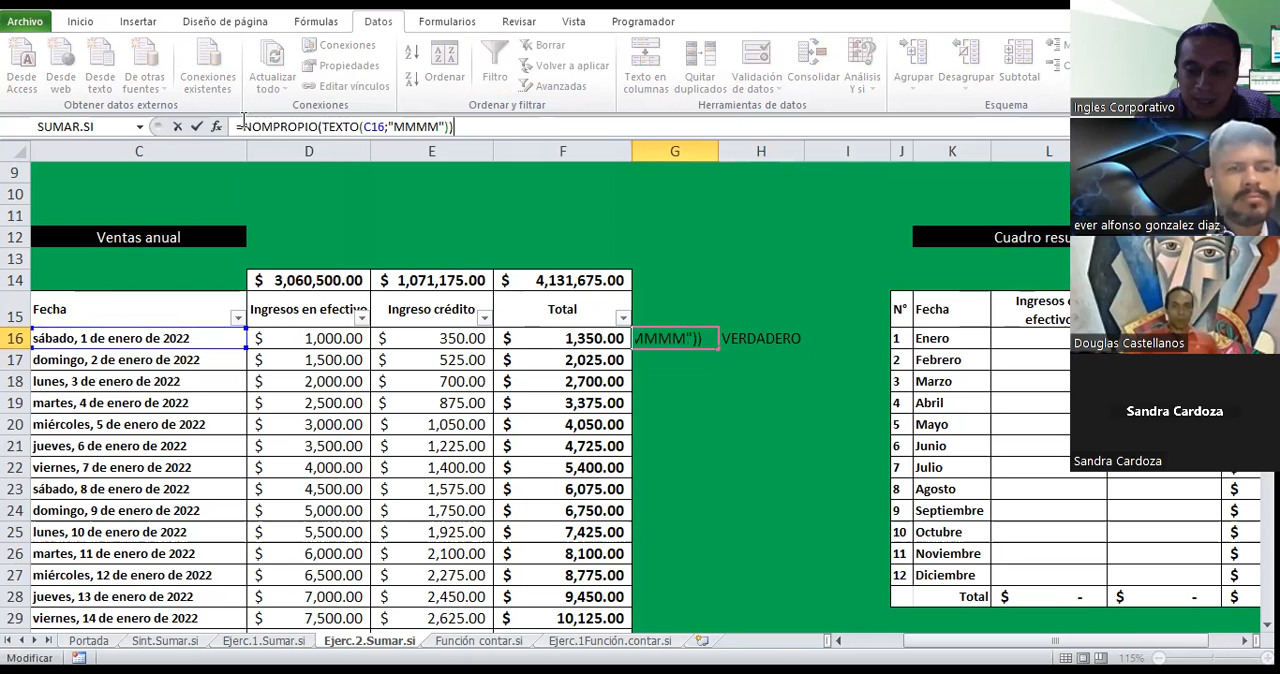 Archivo Inicio Insertar Diseño de página Fórmulas Datos Formularios Revisar Vista Programador
Desde Access Desde web Desde texto De otras fuentes Conexiones existentes Actualizar todo Conexiones Propiedades Editar vínculos Ordenar Filtro Borrar Volver a aplicar Avanzadas Texto en columnas Quitar duplicados Validación de datos Consolidar Análisis Y si Agrupar Desagrupar Subtotal
Obtener datos externos Conexiones Ordenar y filtrar Herramientas de datos Esquema
SUMAR.SI fx =NOMPROPIO(TEXTO(C16;"MMMM"))
C D E F G H I J K L
9
10
11
12 Ventas anual Cuadro resu
13
14 $ 3,060,500.00 $ 1,071,175.00 $ 4,131,675.00
15 Fecha Ingresos en efectivo Ingreso crédito Total N° Fecha Ingresos e efectivo
16 sábado, 1 de enero de 2022 $ 1,000.00 $ 350.00 $ 1,350.00 MMMM")) VERDADERO 1 Enero
17 domingo, 2 de enero de 2022 $ 1,500.00 $ 525.00 $ 2,025.00 2 Febrero
18 lunes, 3 de enero de 2022 $ 2,000.00 $ 700.00 $ 2,700.00 3 Marzo
19 martes, 4 de enero de 2022 $ 2,500.00 $ 875.00 $ 3,375.00 4 Abril
20 miércoles, 5 de enero de 2022 $ 3,000.00 $ 1,050.00 $ 4,050.00 5 Mayo
21 jueves, 6 de enero de 2022 $ 3,500.00 $ 1,225.00 $ 4,725.00 6 Junio
22 viernes, 7 de enero de 2022 $ 4,000.00 $ 1,400.00 $ 5,400.00 7 Julio
23 sábado, 8 de enero de 2022 $ 4,500.00 $ 1,575.00 $ 6,075.00 8 Agosto $
24 domingo, 9 de enero de 2022 $ 5,000.00 $ 1,750.00 $ 6,750.00 9 Septiembre $
25 lunes, 10 de enero de 2022 $ 5,500.00 $ 1,925.00 $ 7,425.00 10 Octubre $
26 martes, 11 de enero de 2022 $ 6,000.00 $ 2,100.00 $ 8,100.00 11 Noviembre $
27 miércoles, 12 de enero de 2022 $ 6,500.00 $ 2,275.00 $ 8,775.00 12 Diciembre $
28 jueves, 13 de enero de 2022 $ 7,000.00 $ 2,450.00 $ 9,450.00 Total $ - $ - $
29 viernes, 14 de enero de 2022 $ 7,500.00 $ 2,625.00 $ 10,125.00
Portada Sint.Sumar.si Ejerc.1.Sumar.si Ejerc.2.Sumar.si Función contar.si Ejerc.1Función.contar.si
Modificar 115%
Ingles Corporativo
ever alfonso gonzalez diaz
Douglas Castellanos
Sandra Cardoza
Sandra Cardoza